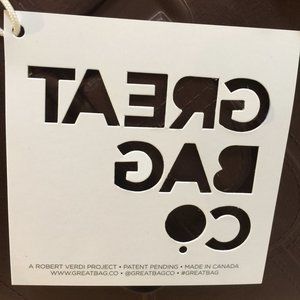 GREAT
BAG
CO
A ROBERT VERDI PROJECT • PATENT PENDING • MADE IN CANADA
WWW.GREATBAG.CO • @GREATBAGCO • #GREATBAG